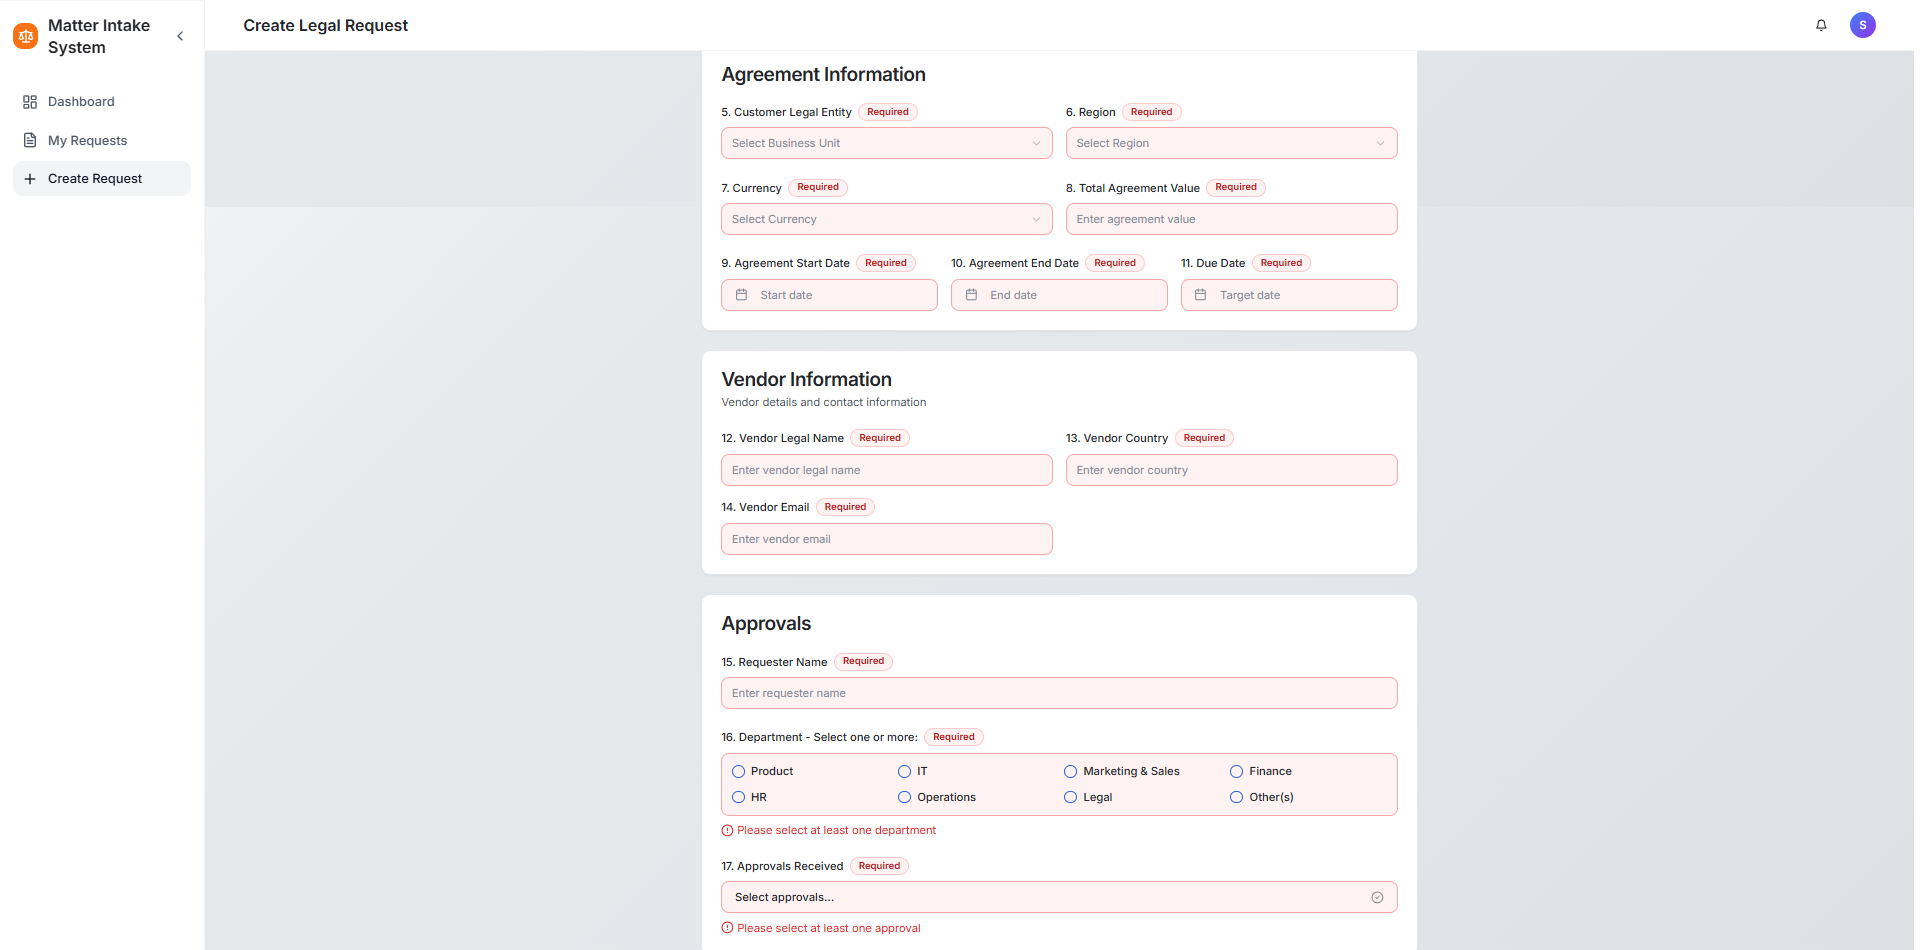 Matter Intake
System
Create Legal Request
S
Dashboard
My Requests
Create Request
Agreement Information
5. Customer Legal Entity Required
6. Region Required
Select Business Unit
Select Region
7. Currency Required
8. Total Agreement Value Required
Select Currency
Enter agreement value
9. Agreement Start Date Required
10. Agreement End Date Required
11. Due Date Required
Start date
End date
Target date
Vendor Information
Vendor details and contact information
12. Vendor Legal Name Required
13. Vendor Country Required
Enter vendor legal name
Enter vendor country
14. Vendor Email Required
Enter vendor email
Approvals
15. Requester Name Required
Enter requester name
16. Department - Select one or more: Required
Product IT Marketing & Sales Finance
HR Operations Legal Other(s)
Please select at least one department
17. Approvals Received Required
Select approvals...
Please select at least one approval